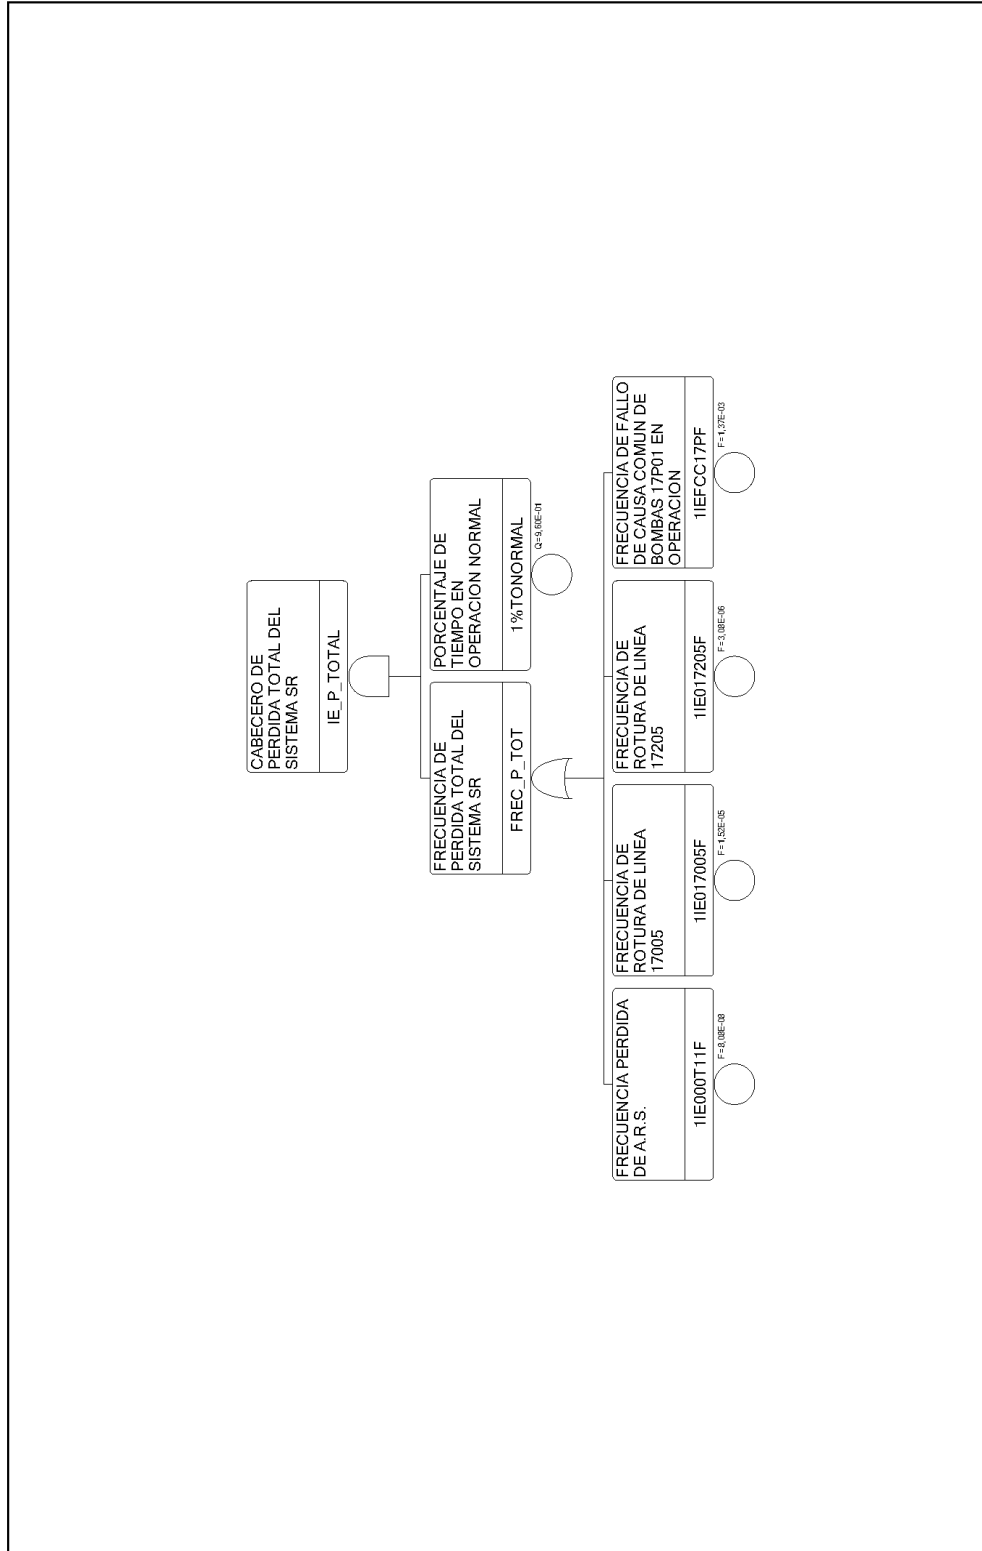 CABECERO DE
PERDIDA TOTAL DEL
SISTEMA SR
IE_P_TOTAL
FRECUENCIA DE
PERDIDA TOTAL DEL
SISTEMA SR
FREC_P_TOT
PORCENTAJE DE
TIEMPO EN
OPERACION NORMAL
1%TONORMAL
Q=9,60E-01
FRECUENCIA PERDIDA
DE A.R.S.
1IE000T11F
F=8,08E-08
FRECUENCIA DE
ROTURA DE LINEA
17005
1IE017005F
F=1,52E-05
FRECUENCIA DE
ROTURA DE LINEA
17205
1IE017205F
F=3,08E-06
FRECUENCIA DE FALLO
DE CAUSA COMUN DE
BOMBAS 17P01 EN
OPERACION
1IEFCC17PF
F=1,37E-03